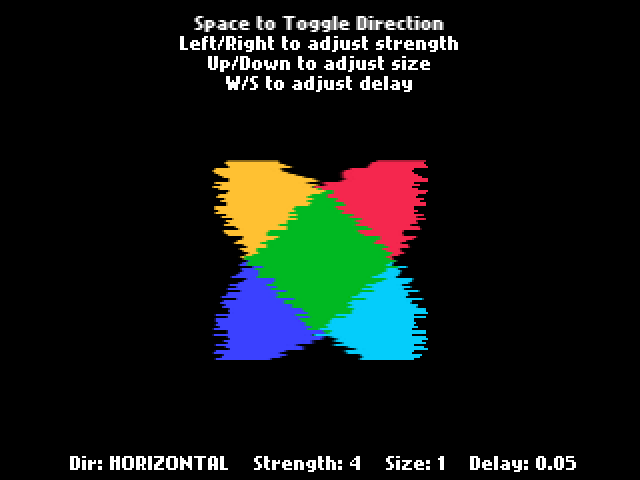 Space to Toggle Direction
Left/Right to adjust strength
Up/Down to adjust size
W/S to adjust delay
Dir: HORIZONTAL Strength: 4 Size: 1 Delay: 0.05